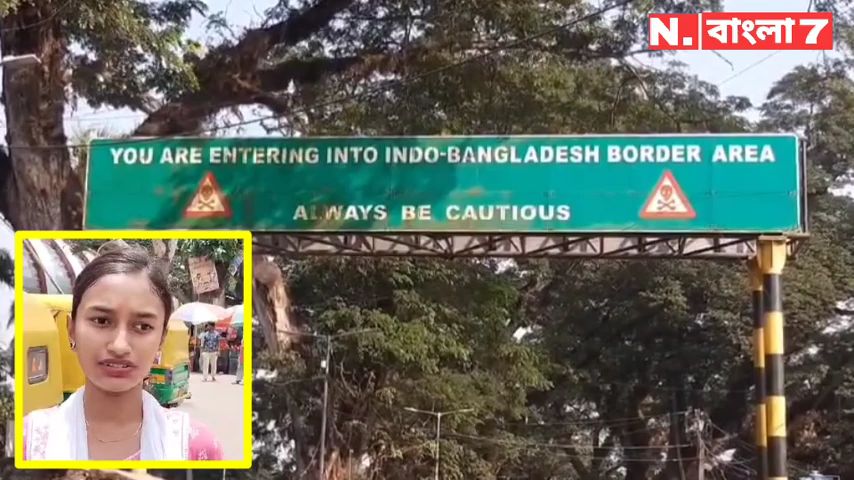 N. বাংলা 7
YOU ARE ENTERING INTO INDO-BANGLADESH BORDER AREA
ALWAYS BE CAUTIOUS